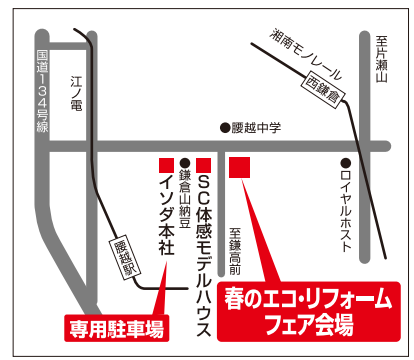 国道134号線
江ノ電
湘南モノレール
西鎌倉
至片瀬山
●腰越中学
イソダ本社
●鎌倉山納豆
SC体感モデルハウス
至鎌高前
●ロイヤルホスト
腰越駅
専用駐車場
春のエコ・リフォーム
フェア会場